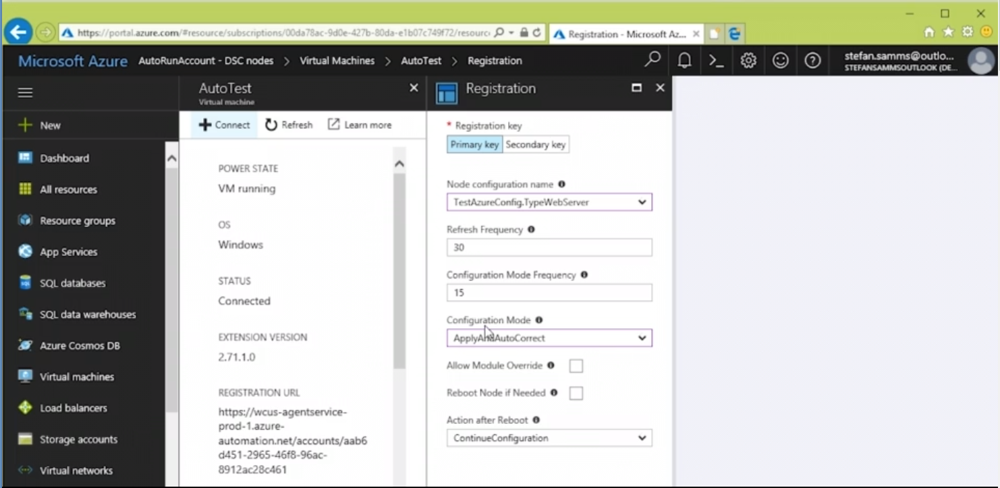 https://portal.azure.com/#resource/subscriptions/00da78ac-9d0e-427b-80da-e1b07c749f72/resourc
Registration - Microsoft Az...
Microsoft Azure AutoRunAccount - DSC nodes > Virtual Machines > AutoTest > Registration
stefan.samms@outlo...
STEFANSAMMSOUTLOOK (DE...
New
Dashboard
All resources
Resource groups
App Services
SQL databases
SQL data warehouses
Azure Cosmos DB
Virtual machines
Load balancers
Storage accounts
Virtual networks
AutoTest
Virtual machine
Connect Refresh Learn more
POWER STATE
VM running
OS
Windows
STATUS
Connected
EXTENSION VERSION
2.71.1.0
REGISTRATION URL
https://wcus-agentservice-
prod-1.azure-
automation.net/accounts/aab6
d451-2965-46f8-96ac-
8912ac28c461
Registration
* Registration key
Primary key Secondary key
Node configuration name
TestAzureConfig.TypeWebServer
Refresh Frequency
30
Configuration Mode Frequency
15
Configuration Mode
ApplyAndAutoCorrect
Allow Module Override
Reboot Node if Needed
Action after Reboot
ContinueConfiguration